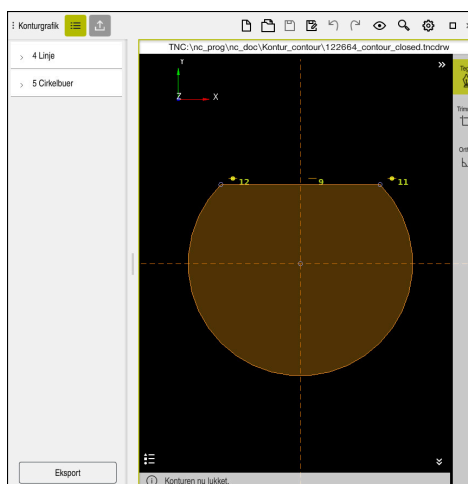 Konturgrafik
TNC:\nc_prog\nc_doc\Kontur_contour\122664_contour_closed.tncdrw
4 Linje
5 Cirkelbuer
Y
Z
X
12
9
11
Eksport
Konturen nu lukket.